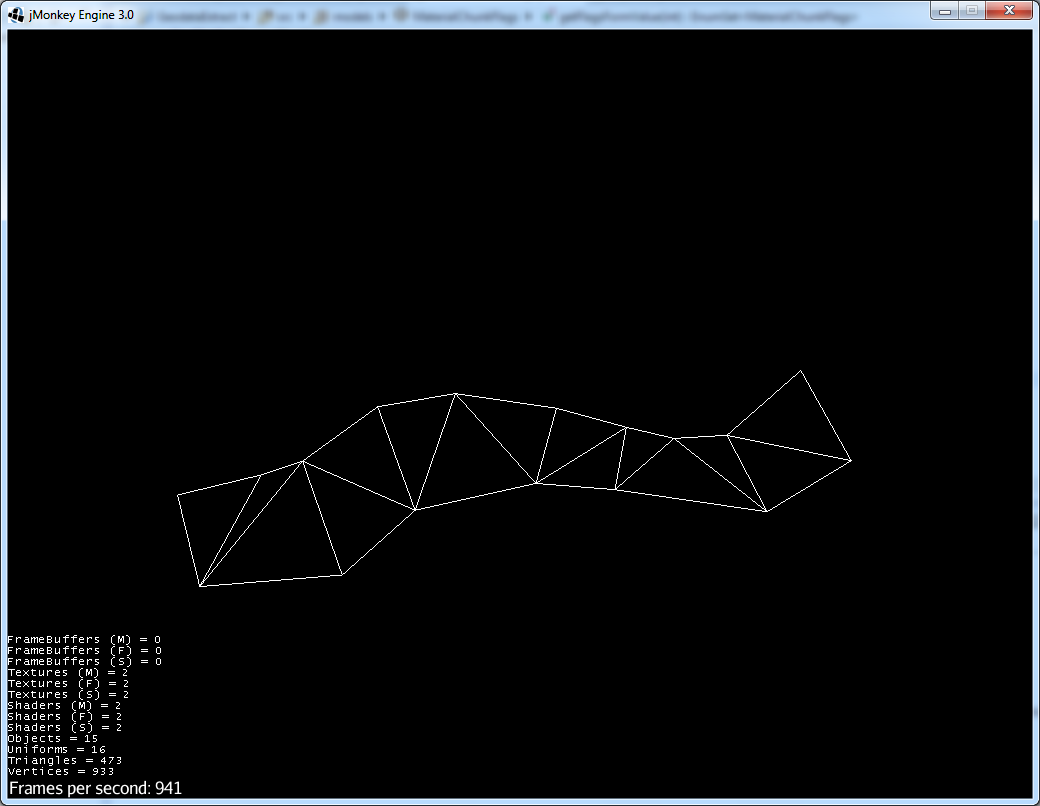 jMonkey Engine 3.0
FrameBuffers (M) = 0
FrameBuffers (F) = 0
FrameBuffers (S) = 0
Textures (M) = 2
Textures (F) = 2
Textures (S) = 2
Shaders (M) = 2
Shaders (F) = 2
Shaders (S) = 2
Objects = 15
Uniforms = 16
Triangles = 473
Vertices = 933
Frames per second: 941